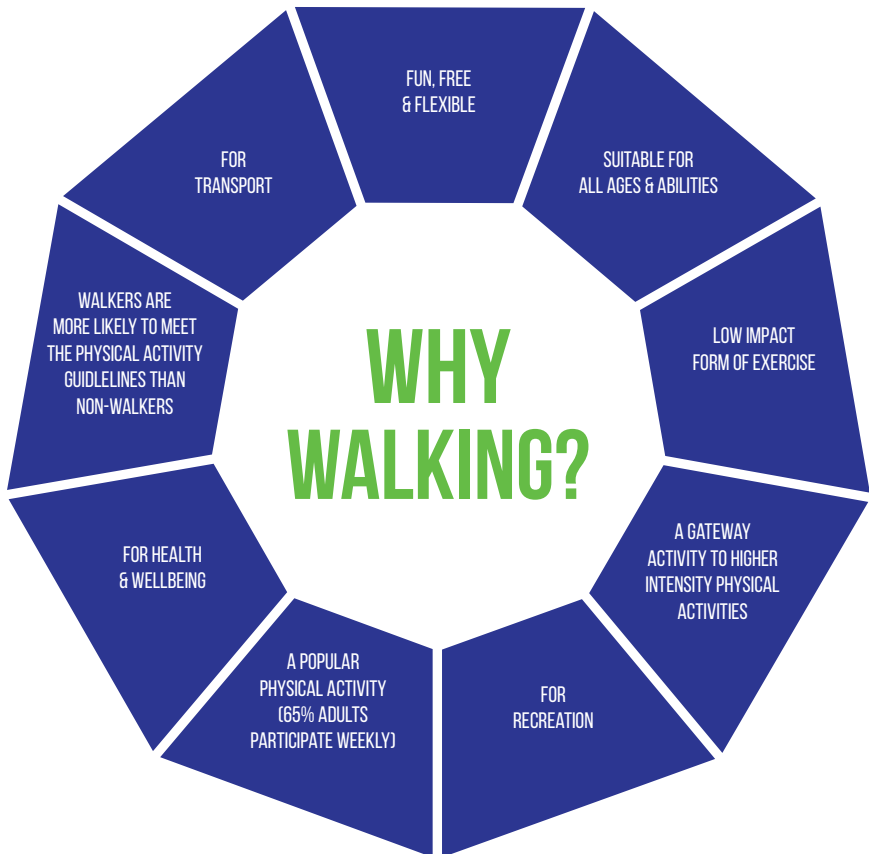 FUN, FREE
& FLEXIBLE
SUITABLE FOR
ALL AGES & ABILITIES
LOW IMPACT
FORM OF EXERCISE
A GATEWAY
ACTIVITY TO HIGHER
INTENSITY PHYSICAL
ACTIVITIES
FOR
RECREATION
A POPULAR
PHYSICAL ACTIVITY
(65% ADULTS
PARTICIPATE WEEKLY)
FOR HEALTH
& WELLBEING
WALKERS ARE
MORE LIKELY TO MEET
THE PHYSICAL ACTIVITY
GUIDLELINES THAN
NON-WALKERS
FOR
TRANSPORT
WHY
WALKING?